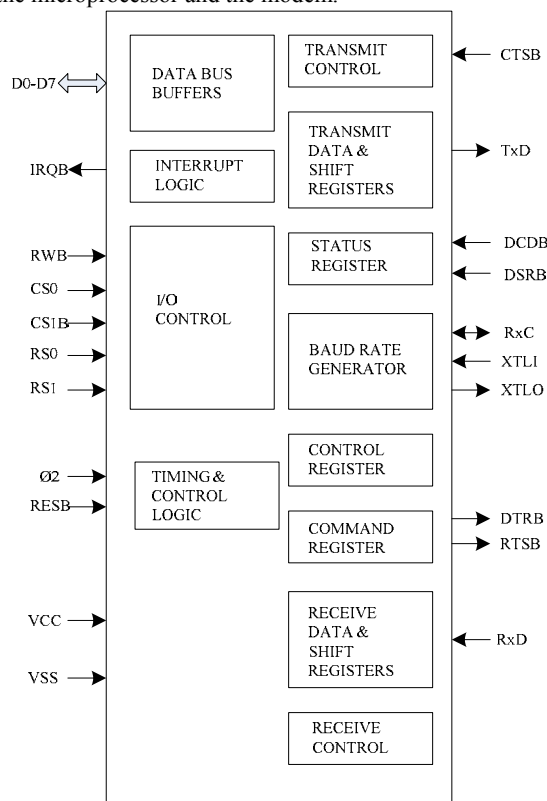 the microprocessor and the modem.
D0-D7
IRQB
RWB
CS0
CS1B
RS0
RS1
Ø2
RESB
VCC
VSS
DATA BUS
BUFFERS
INTERRUPT
LOGIC
I/O
CONTROL
TIMING &
CONTROL
LOGIC
TRANSMIT
CONTROL
TRANSMIT
DATA &
SHIFT
REGISTERS
STATUS
REGISTER
BAUD RATE
GENERATOR
CONTROL
REGISTER
COMMAND
REGISTER
RECEIVE
DATA &
SHIFT
REGISTERS
RECEIVE
CONTROL
CTSB
TxD
DCDB
DSRB
RxC
XTLI
XTLO
DTRB
RTSB
RxD